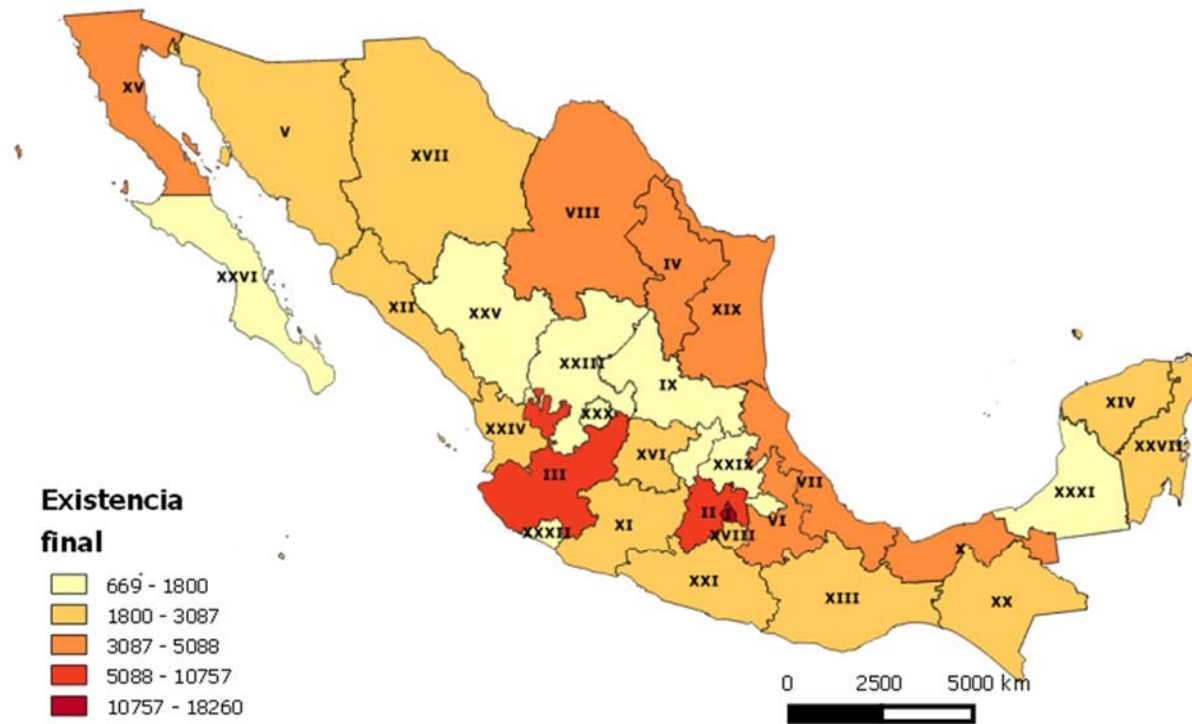 XV
V
XVII
VIII
IV
XIX
XXVI
XII
XXV
XXIII
IX
XXX
XXIV
XVI
XXIX
III
VII
II
I
VI
XVIII
XI
XXXII
XXI
XIII
X
XX
XIV
XXVII
XXXI
Existencia
final
669 - 1800
1800 - 3087
3087 - 5088
5088 - 10757
10757 - 18260
0 2500 5000 km